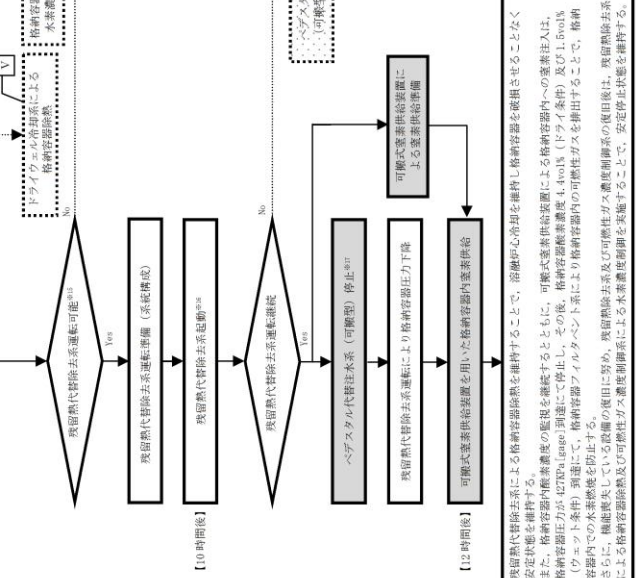 格納容器
水素濃
V
ドライウェル冷却系による
格納容器除熱
No
残留熱代替除去系運転可能※15
Yes
残留熱代替除去系運転準備（系統構成）
【10 時間後】
残留熱代替除去系起動※16
ペデスタ
（可搬型
No
残留熱代替除去系運転継続
Yes
可搬式窒素供給装置に
よる窒素供給準備
ペデスタル代替注水系（可搬型）停止※17
残留熱代替除去系運転により格納容器圧力下降
【12 時間後】
可搬式窒素供給装置を用いた格納容器内窒素供給
残留熱代替除去系による格納容器除熱を維持することで，溶融炉心冷却を維持し格納容器を破損させることなく
安定状態を維持する。
また，格納容器内酸素濃度の監視を継続するとともに，可搬式窒素供給装置による格納容器内への窒素注入は，
格納容器圧力が 427KPa[gage]到達にて停止し，その後，格納容器酸素濃度 4.4vol%（ドライ条件）及び 1.5vol%
（ウェット条件）到達にて，格納容器フィルタベント系により格納容器内の可燃性ガスを排出することで，格納
容器内での水素燃焼を防止する。
さらに，機能喪失している設備の復旧に努め，残留熱除去系及び可燃性ガス濃度制御系の復旧後は，残留熱除去系
による格納容器除熱及び可燃性ガス濃度制御系による水素濃度制御を実施することで，安定停止状態を維持する。